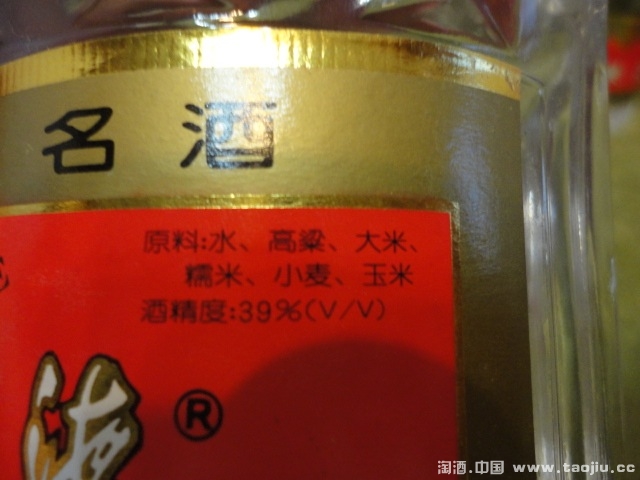 名酒
原料:水、高粱、大米、
糯米、小麦、玉米
酒精度:39%(V/V)
®
淘酒.中国 www.taojiu.cc